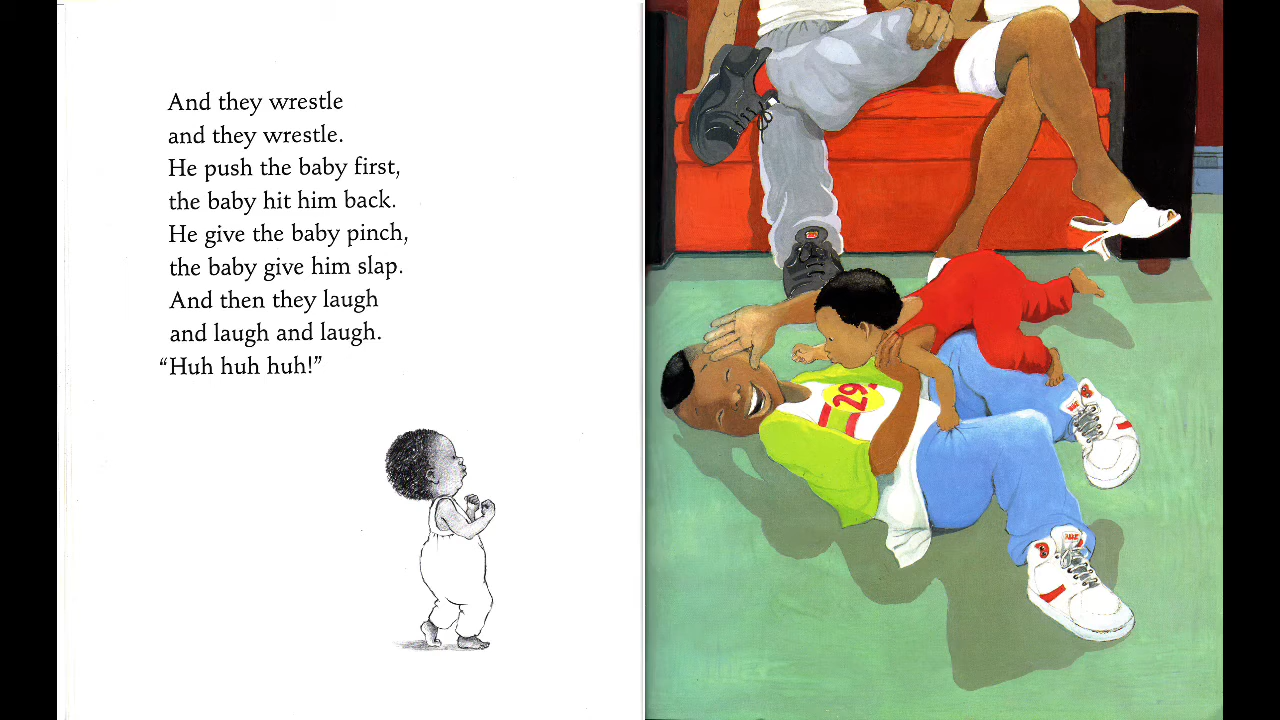 And they wrestle
and they wrestle.
He push the baby first,
the baby hit him back.
He give the baby pinch,
the baby give him slap.
And then they laugh
and laugh and laugh.
“Huh huh huh!”
29